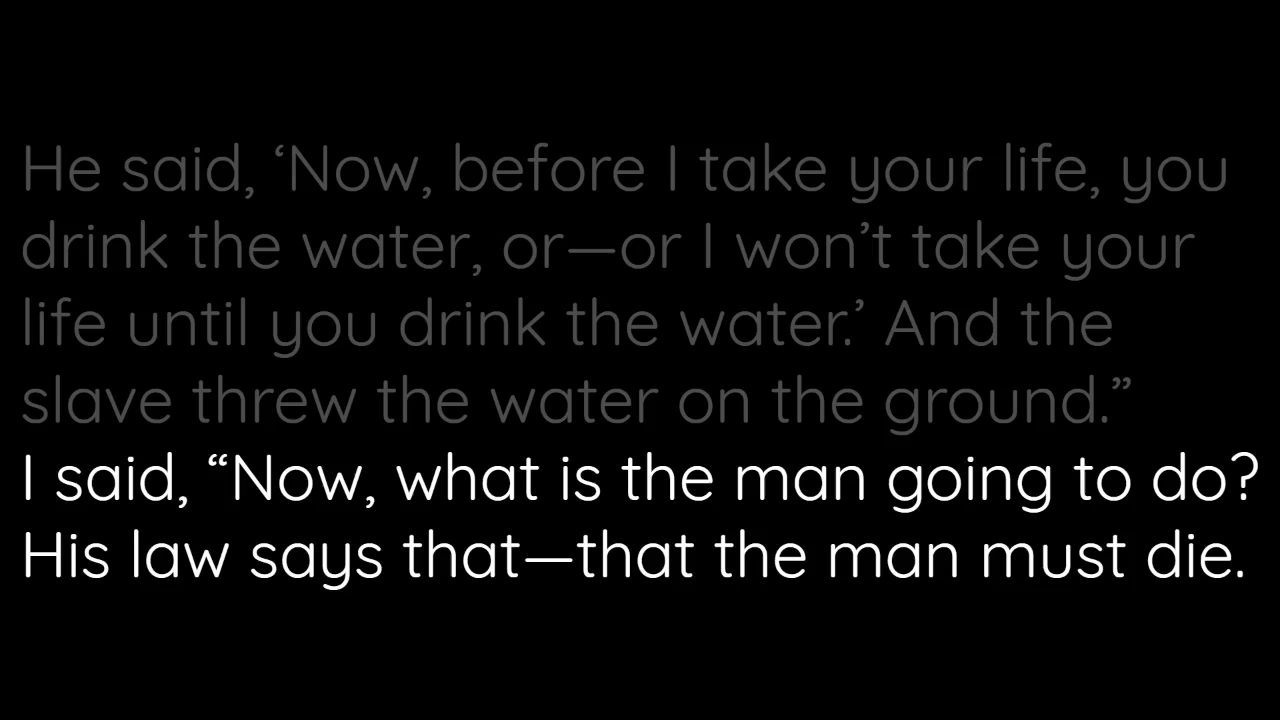 He said, ‘Now, before I take your life, you
drink the water, or—or I won’t take your
life until you drink the water.’ And the
slave threw the water on the ground.”
I said, “Now, what is the man going to do?
His law says that—that the man must die.